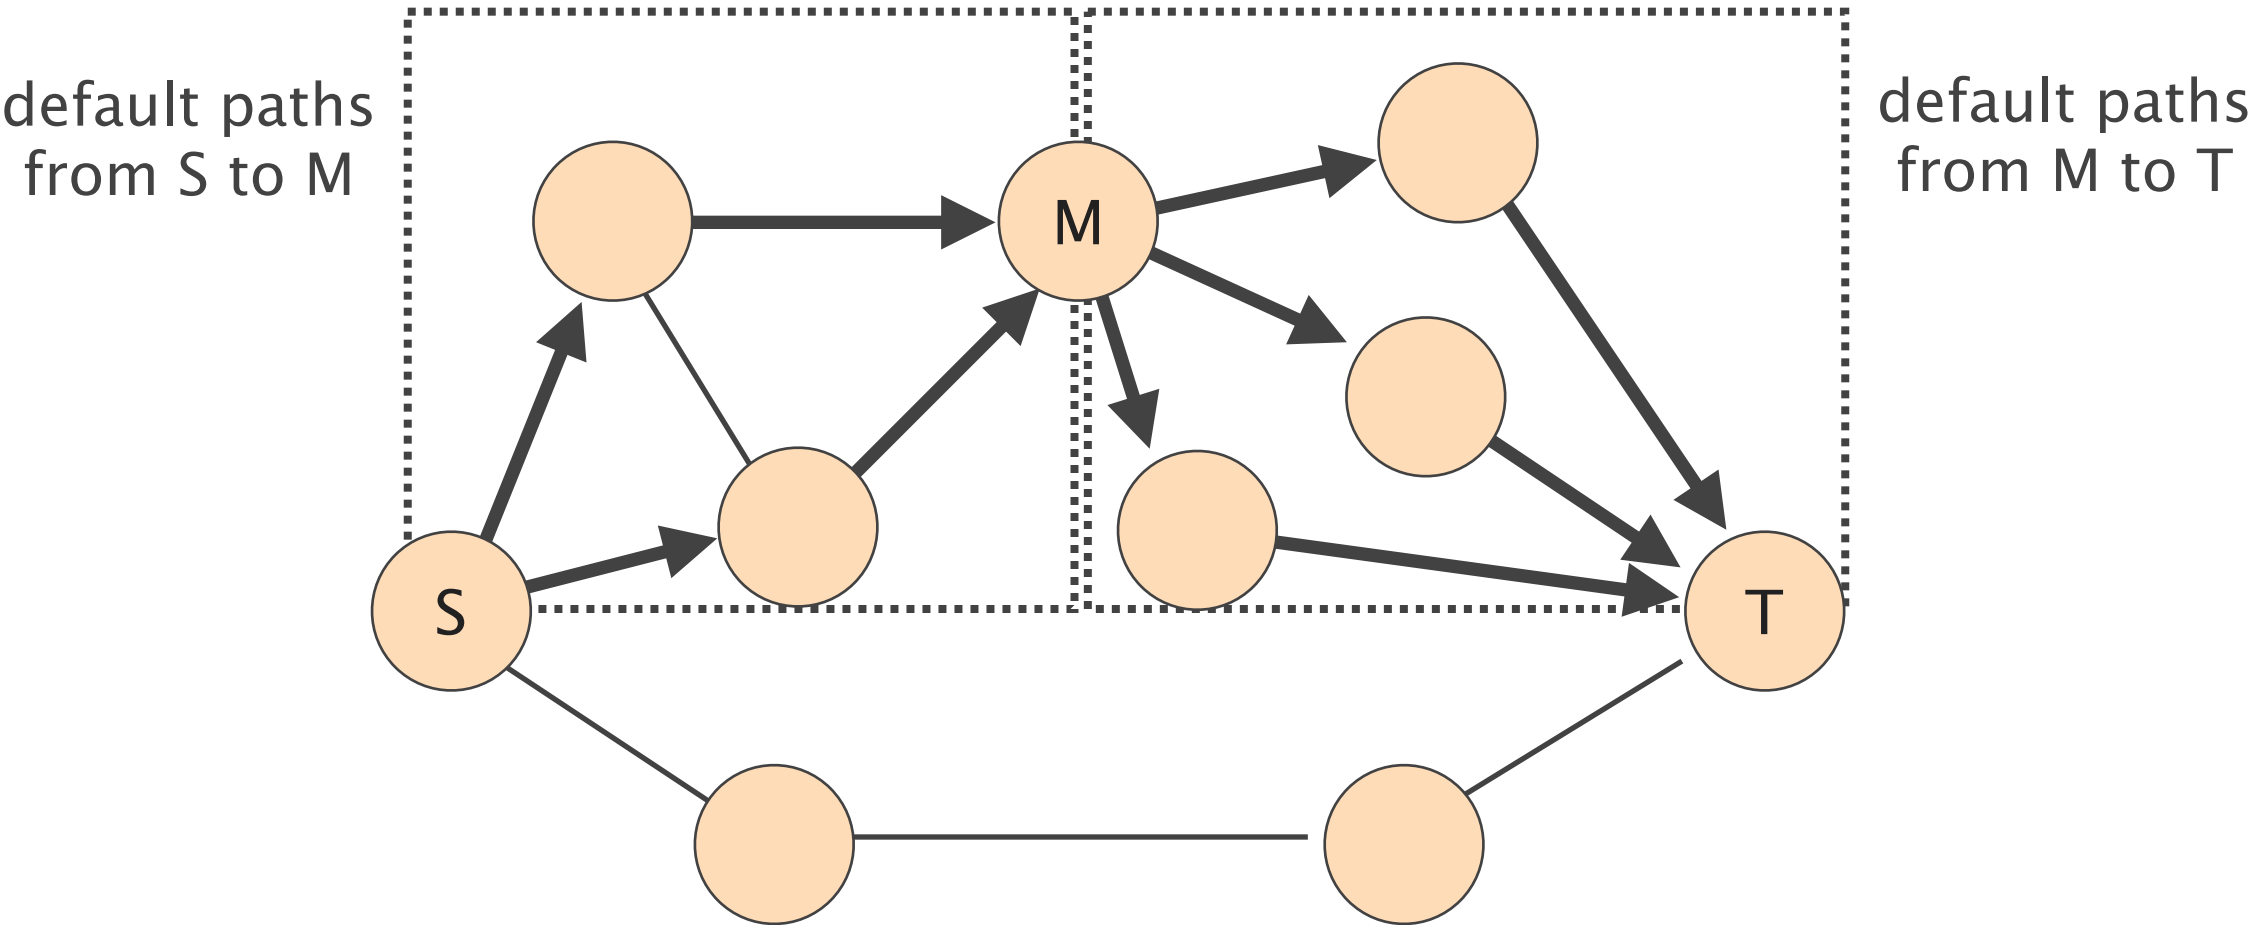 default paths
from S to M
default paths
from M to T
M
S
T